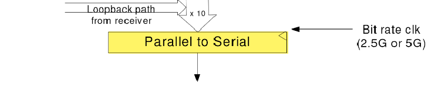 Loopback path
from receiver
x 10
Parallel to Serial
Bit rate clk
(2.5G or 5G)